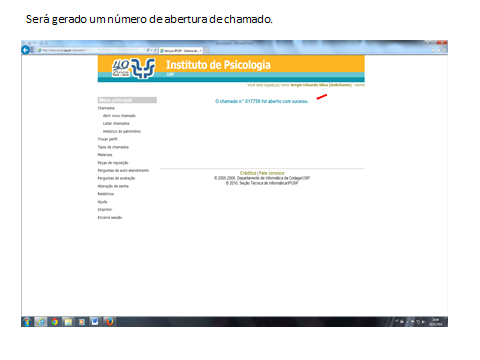 Será gerado um número de abertura de chamado.
Instituto de Psicologia
USP
Você está logado(a) como Sergio Eduardo Silva (Solicitante) - Home
Menu principal
Chamados
Abrir novo chamado
Listar chamados
Histórico do patrimônio
Trocar perfil
Tipos de chamados
Materiais
Peças de reposição
Perguntas de auto atendimento
Perguntas de avaliação
Alteração de senha
Relatórios
Ajuda
Imprimir
Encerra sessão
O chamado n° 017758 foi aberto com sucesso.
Créditos | Fale conosco
© 2005-2008. Departamento de Informática da Codage/USP
© 2010. Seção Técnica de Informática/IPUSP